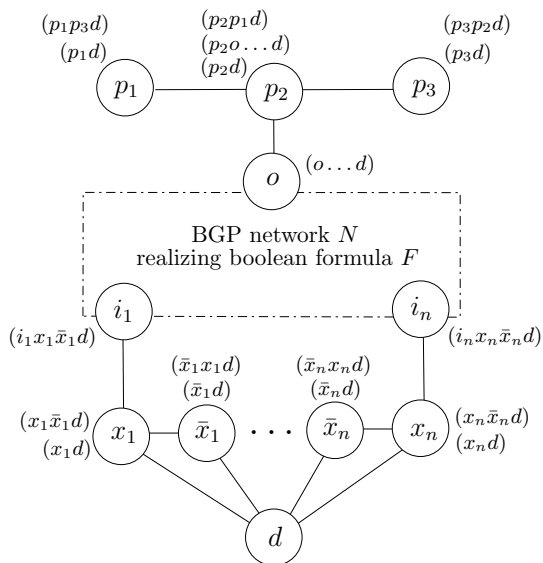 (p₁p₃d)
(p₁d)
(p₂p₁d)
(p₂o...d)
(p₂d)
(p₃p₂d)
(p₃d)
p₁
p₂
p₃
o
(o...d)
BGP network N
realizing boolean formula F
i₁
iₙ
(i₁x₁x̄₁d)
(iₙxₙx̄ₙd)
(x̄₁x₁d)
(x̄₁d)
(x̄ₙxₙd)
(x̄ₙd)
(x₁x̄₁d)
(x₁d)
x₁
x̄₁
...
x̄ₙ
xₙ
(xₙx̄ₙd)
(xₙd)
d